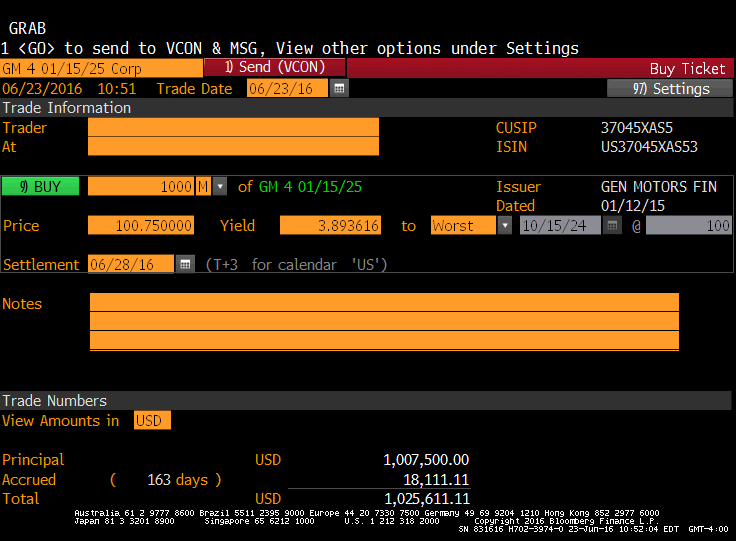 GRAB
1 <GO> to send to VCON & MSG, View other options under Settings
GM 4 01/15/25 Corp 1) Send (VCON) Buy Ticket
06/23/2016 10:51 Trade Date 06/23/16 97) Settings
Trade Information
Trader CUSIP 37045XAS5
At ISIN US37045XAS53
9) BUY 1000 M of GM 4 01/15/25 Issuer GEN MOTORS FIN
Dated 01/12/15
Price 100.750000 Yield 3.893616 to Worst 10/15/24 @ 100
Settlement 06/28/16 (T+3 for calendar 'US')
Notes
Trade Numbers
View Amounts in USD
Principal USD 1,007,500.00
Accrued ( 163 days ) 18,111.11
Total USD 1,025,611.11
Australia 61 2 9777 8600 Brazil 5511 2395 9000 Europe 44 20 7330 7500 Germany 49 69 9204 1210 Hong Kong 852 2977 6000
Japan 81 3 3201 8900 Singapore 65 6212 1000 U.S. 1 212 318 2000 Copyright 2016 Bloomberg Finance L.P.
SN 831616 H702-3974-0 23-Jun-16 10:52:04 EDT GMT-4:00